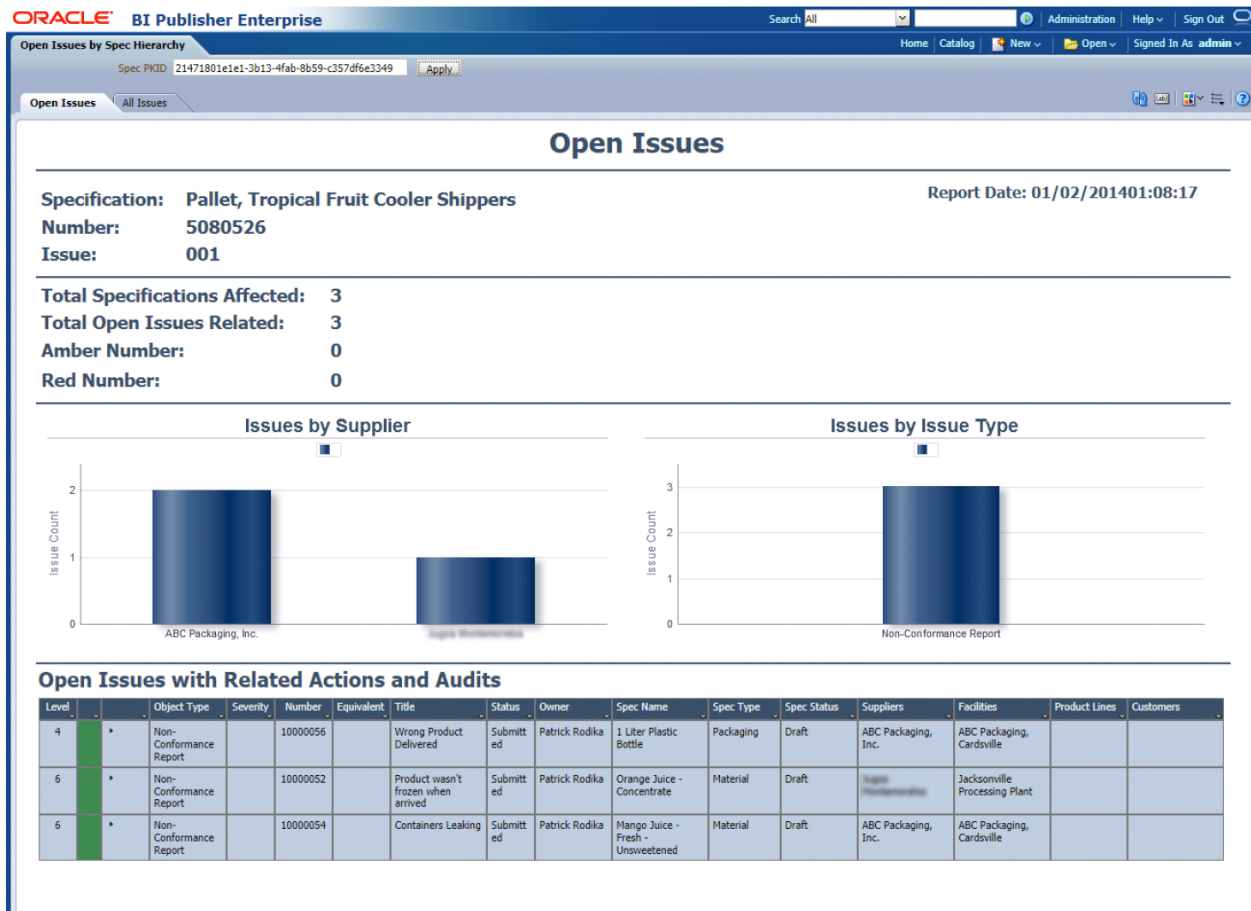 ORACLE BI Publisher Enterprise
Search All Administration Help Sign Out
Open Issues by Spec Hierarchy
Home Catalog New Open Signed In As admin
Spec PKID 21471801e1e1-3b13-4fab-8b59-c357df6e3349 Apply
Open Issues All Issues
Open Issues
Specification: Pallet, Tropical Fruit Cooler Shippers
Report Date: 01/02/201401:08:17
Number: 5080526
Issue: 001
Total Specifications Affected: 3
Total Open Issues Related: 3
Amber Number: 0
Red Number: 0
Issues by Supplier
2
1
0
Issue Count
ABC Packaging, Inc.
Issues by Issue Type
3
2
1
0
Issue Count
Non-Conformance Report
Open Issues with Related Actions and Audits
Level Object Type Severity Number Equivalent Title Status Owner Spec Name Spec Type Spec Status Suppliers Facilities Product Lines Customers
4 Non-Conformance Report 10000056 Wrong Product Delivered Submitted Patrick Rodika 1 Liter Plastic Bottle Packaging Draft ABC Packaging, Inc. ABC Packaging, Cardsville
6 Non-Conformance Report 10000052 Product wasn't frozen when arrived Submitted Patrick Rodika Orange Juice - Concentrate Material Draft Jacksonville Processing Plant
6 Non-Conformance Report 10000054 Containers Leaking Submitted Patrick Rodika Mango Juice - Fresh - Unsweetened Material Draft ABC Packaging, Inc. ABC Packaging, Cardsville